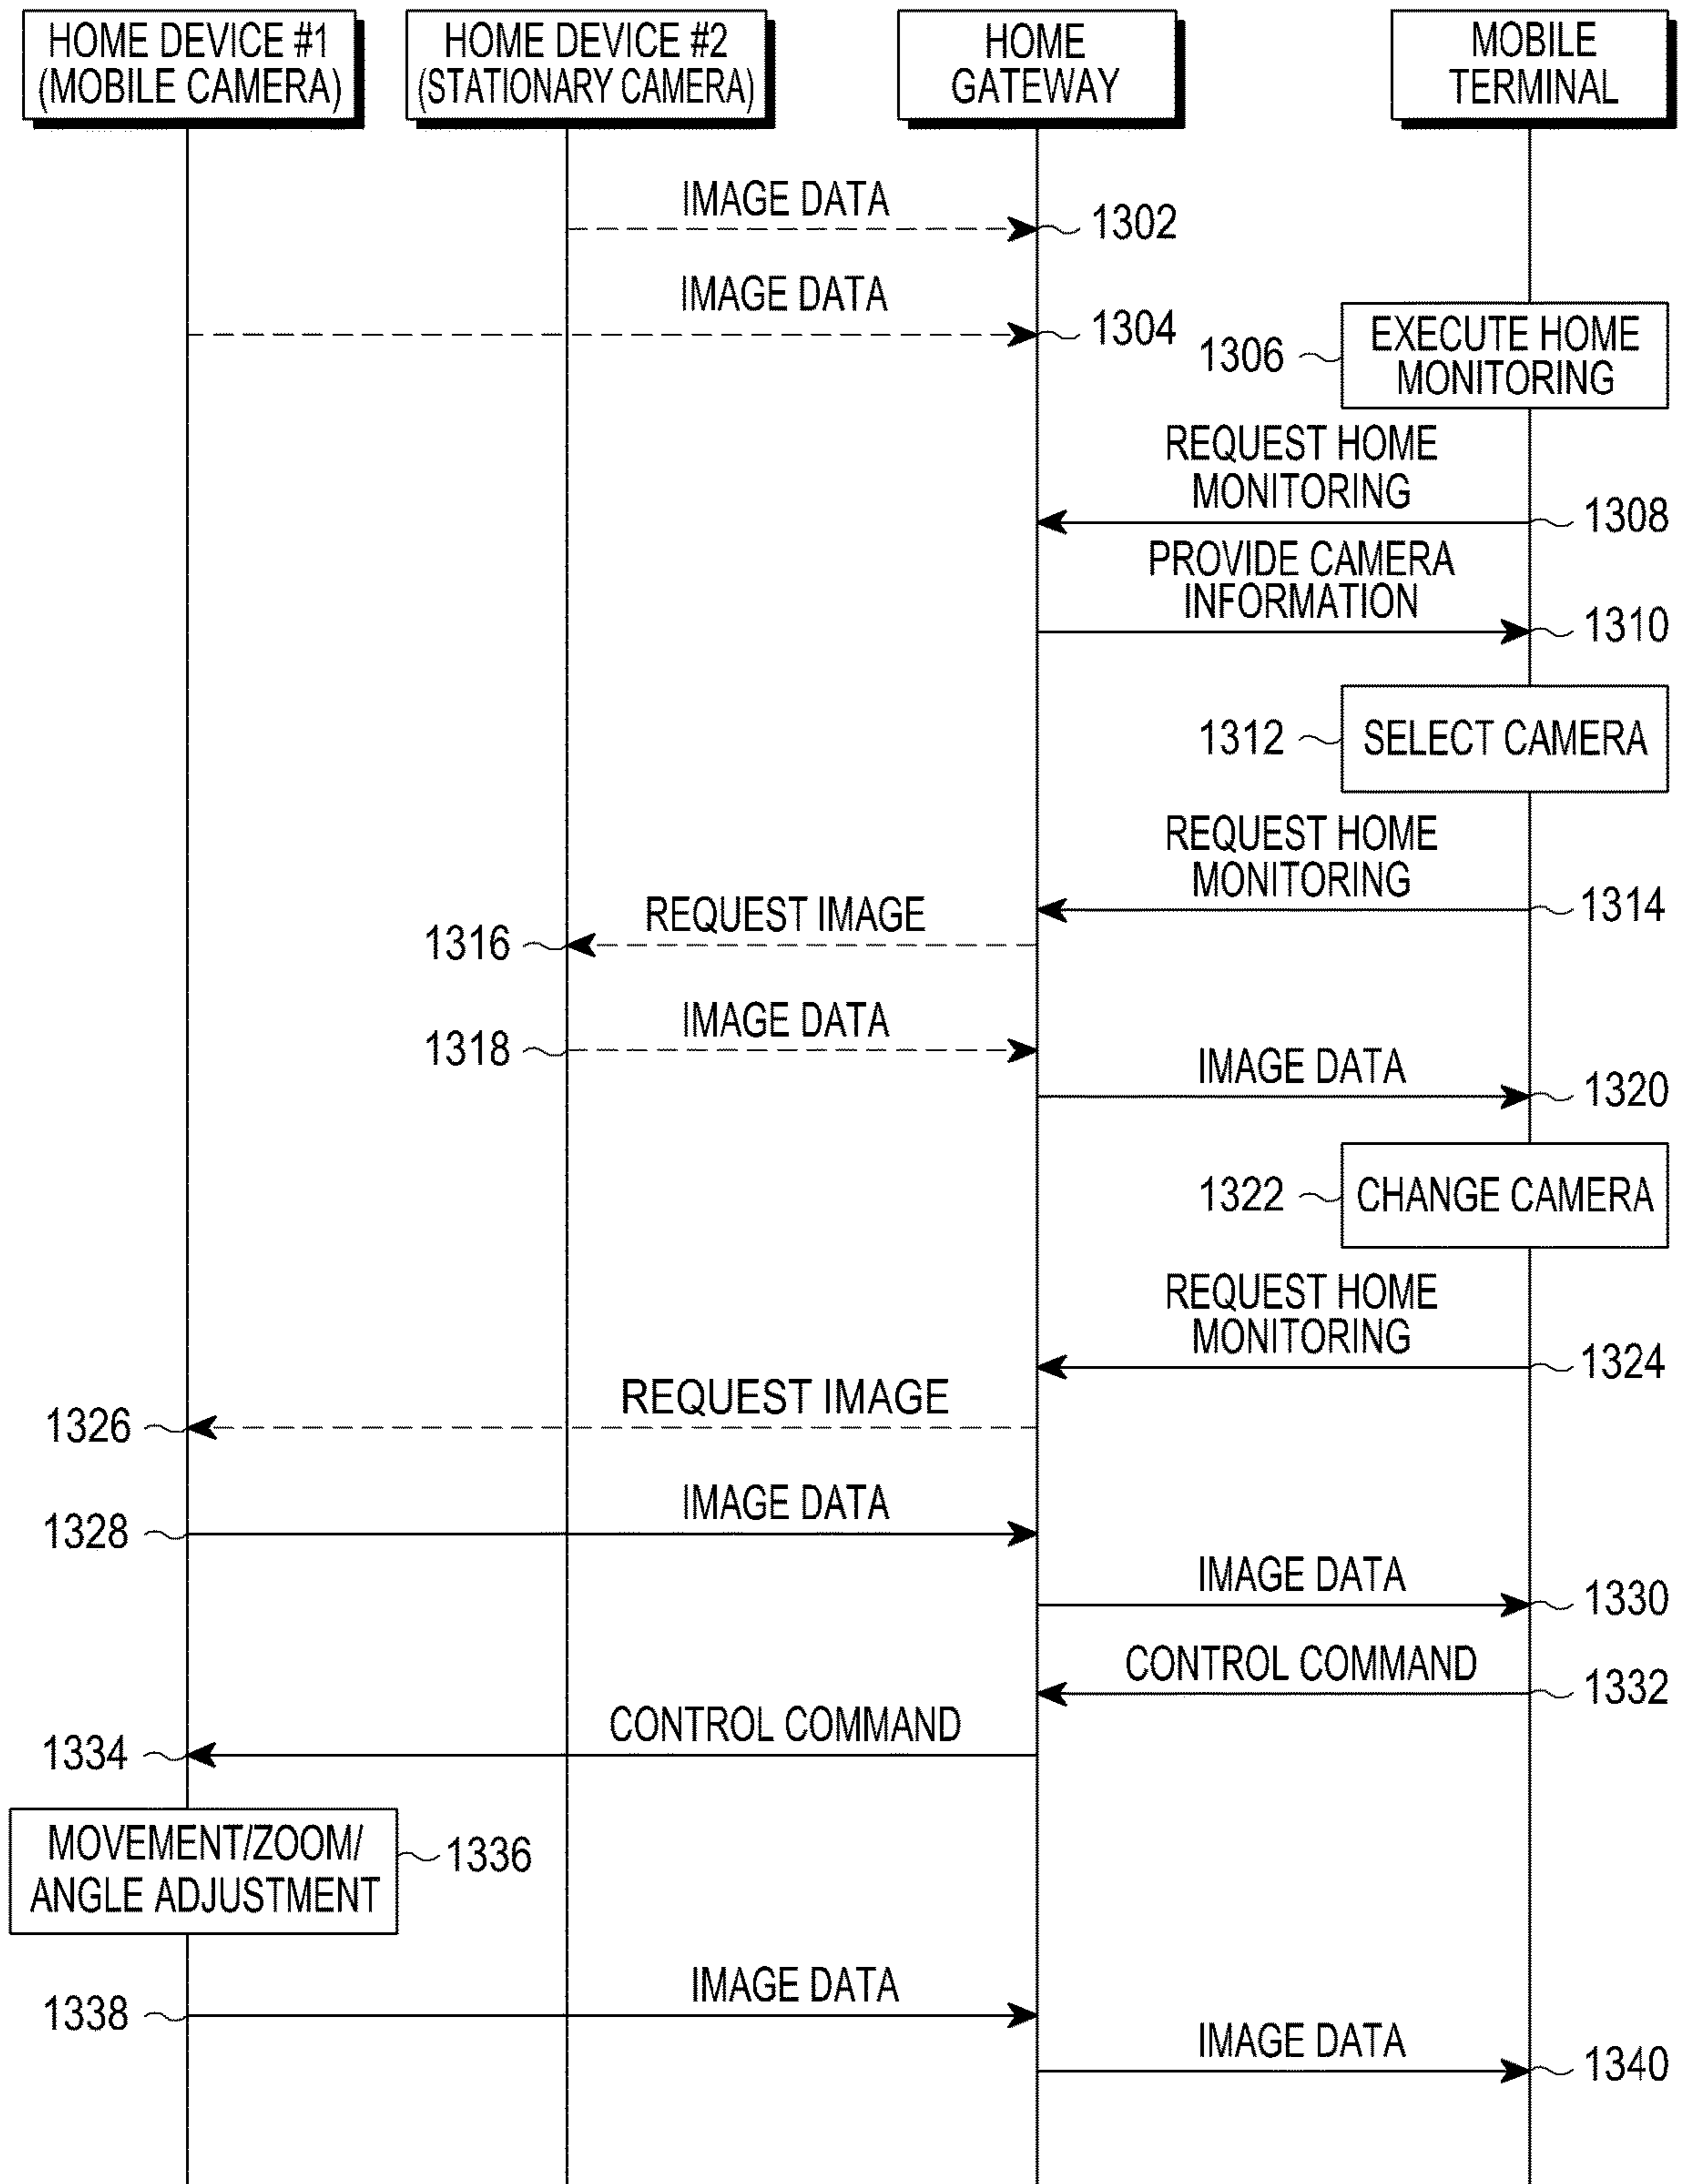 HOME DEVICE #1
(MOBILE CAMERA)
HOME DEVICE #2
(STATIONARY CAMERA)
HOME
GATEWAY
MOBILE
TERMINAL
IMAGE DATA
1302
IMAGE DATA
1304
1306
EXECUTE HOME
MONITORING
REQUEST HOME
MONITORING
1308
PROVIDE CAMERA
INFORMATION
1310
1312
SELECT CAMERA
REQUEST HOME
MONITORING
1314
REQUEST IMAGE
1316
IMAGE DATA
1318
IMAGE DATA
1320
1322
CHANGE CAMERA
REQUEST HOME
MONITORING
1324
REQUEST IMAGE
1326
IMAGE DATA
1328
IMAGE DATA
1330
CONTROL COMMAND
1332
CONTROL COMMAND
1334
MOVEMENT/ZOOM/
ANGLE ADJUSTMENT
1336
IMAGE DATA
1338
IMAGE DATA
1340